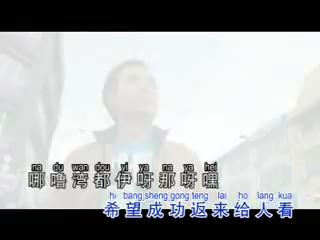 na du wan dou yi ya na ya hei
哪噜湾都伊呀那呀嘿
hi bang sheng gong teng lai ho lang kua
希望成功返来给人看